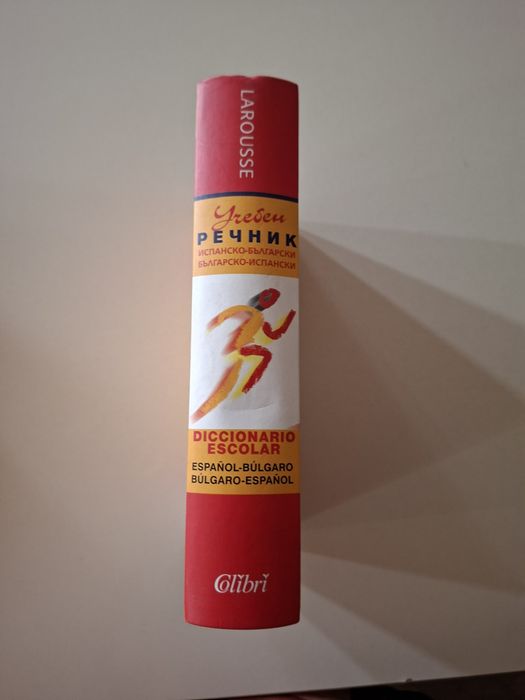 LAROUSSE
Учебен
РЕЧНИК
ИСПАНСКО-БЪЛГАРСКИ
БЪЛГАРСКО-ИСПАНСКИ
DICCIONARIO
ESCOLAR
ESPAÑOL-BÚLGARO
BÚLGARO-ESPAÑOL
Colibri